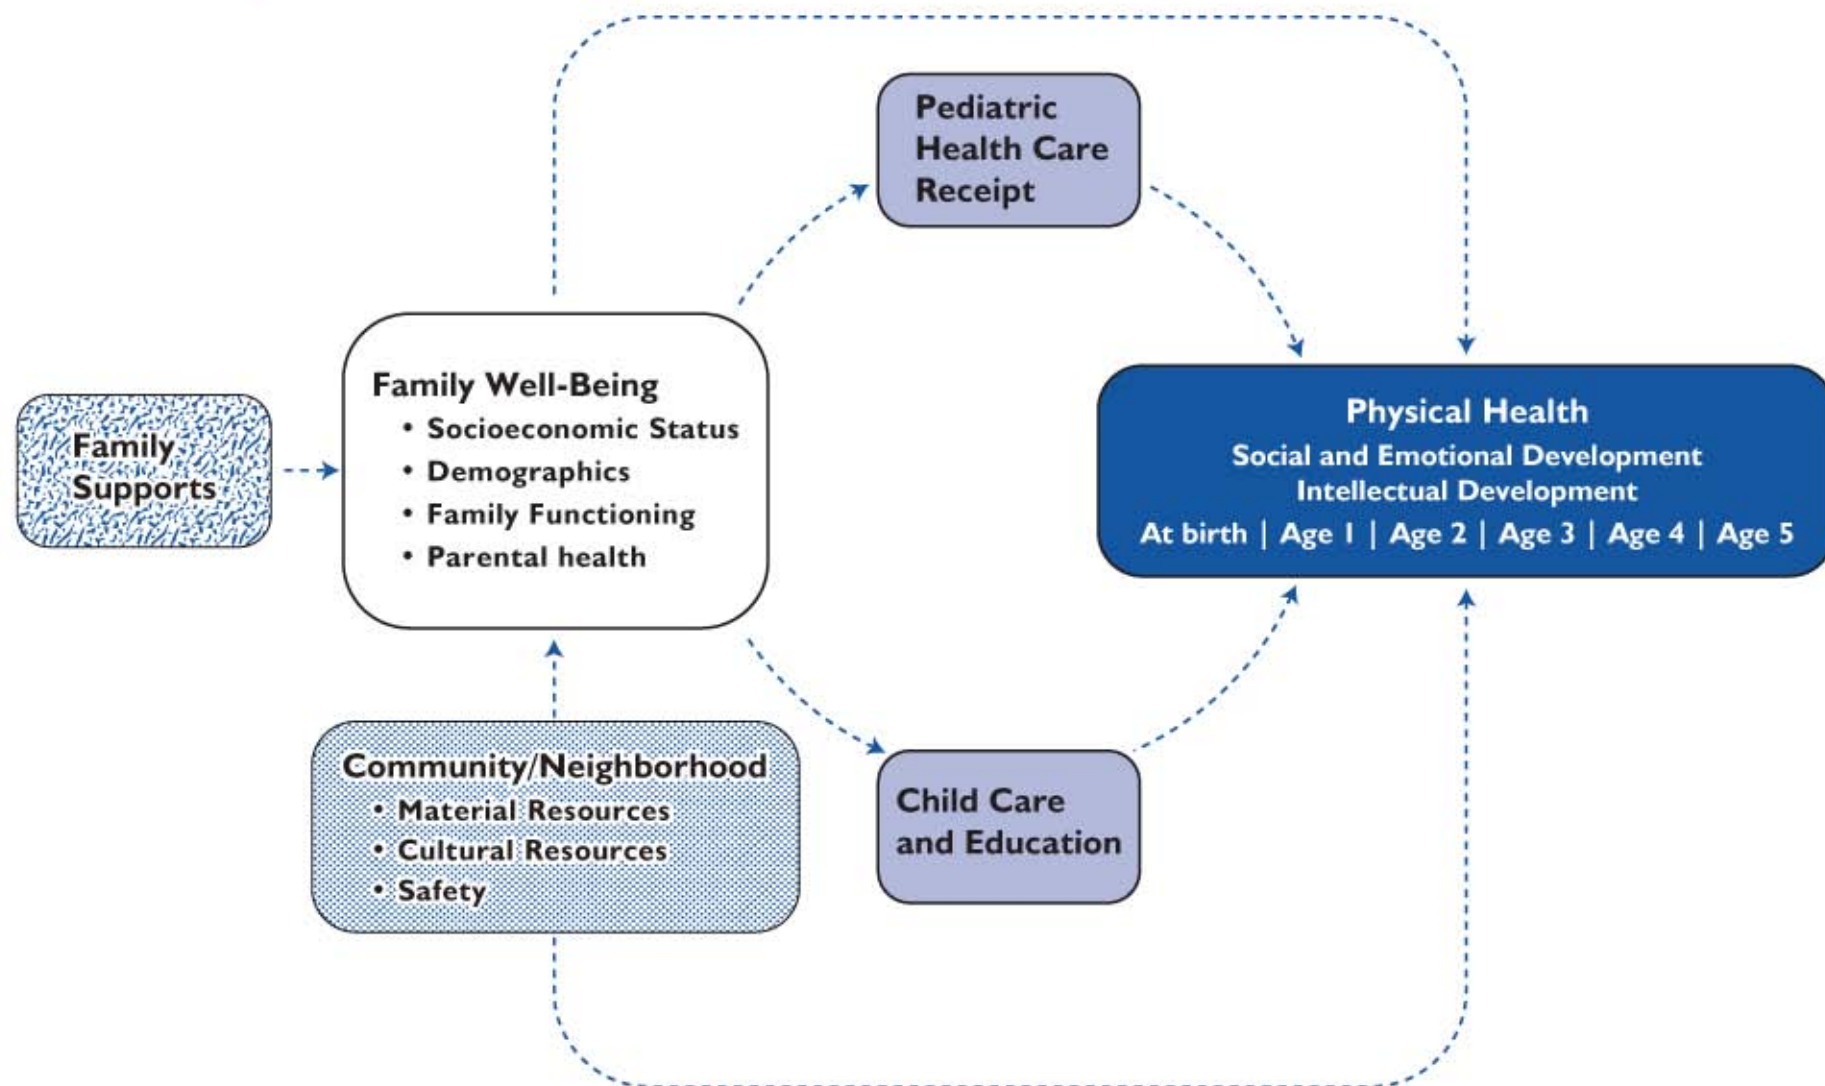 Pediatric
Health Care
Receipt
Family Well-Being
• Socioeconomic Status
• Demographics
• Family Functioning
• Parental health
Family
Supports
Physical Health
Social and Emotional Development
Intellectual Development
At birth | Age 1 | Age 2 | Age 3 | Age 4 | Age 5
Community/Neighborhood
• Material Resources
• Cultural Resources
• Safety
Child Care
and Education